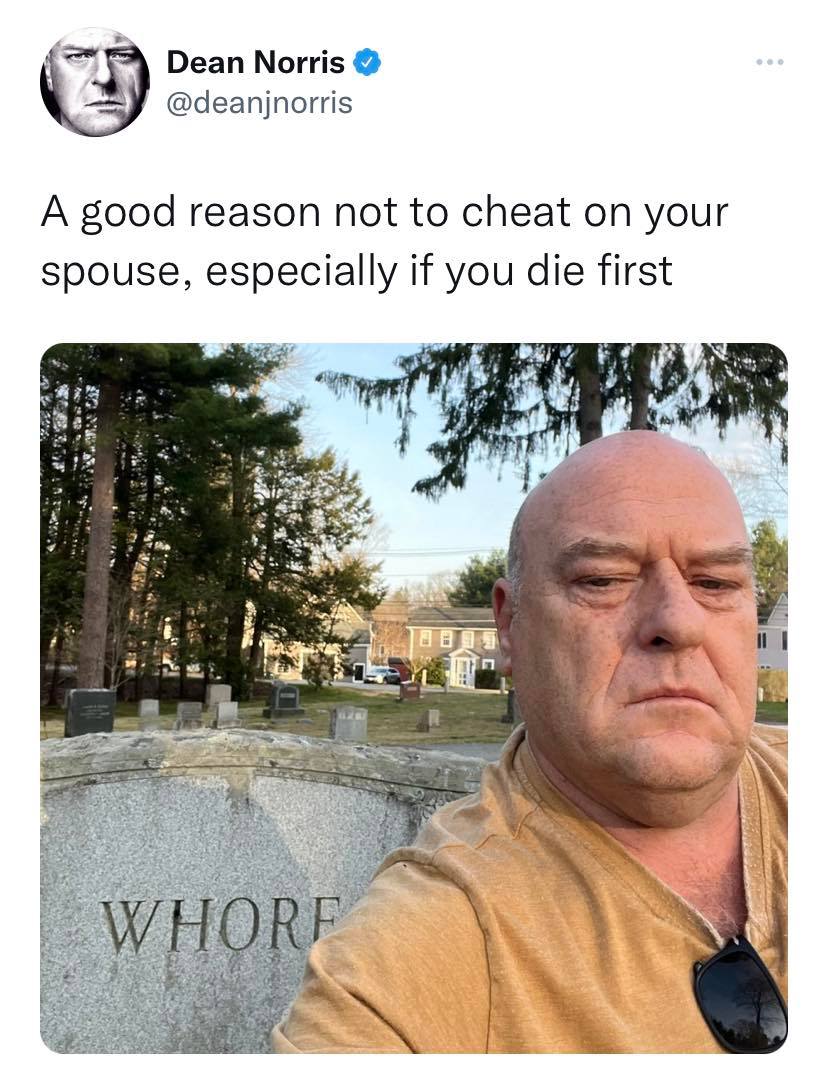 Dean Norris
@deanjnorris
A good reason not to cheat on your
spouse, especially if you die first
WHORF